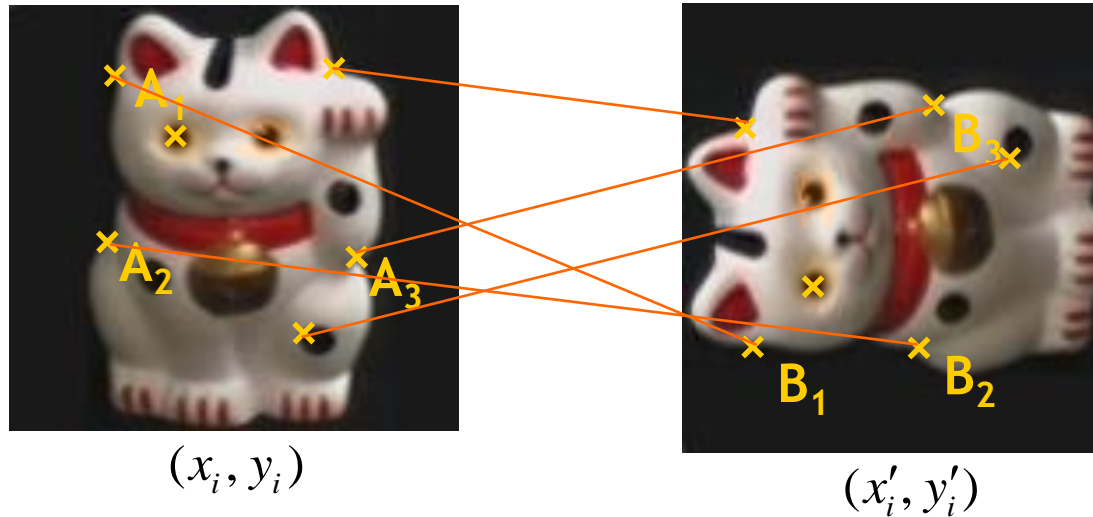 A₁
A₂
A₃
B₃
B₁
B₂
(xᵢ, yᵢ)
(x′ᵢ, y′ᵢ)